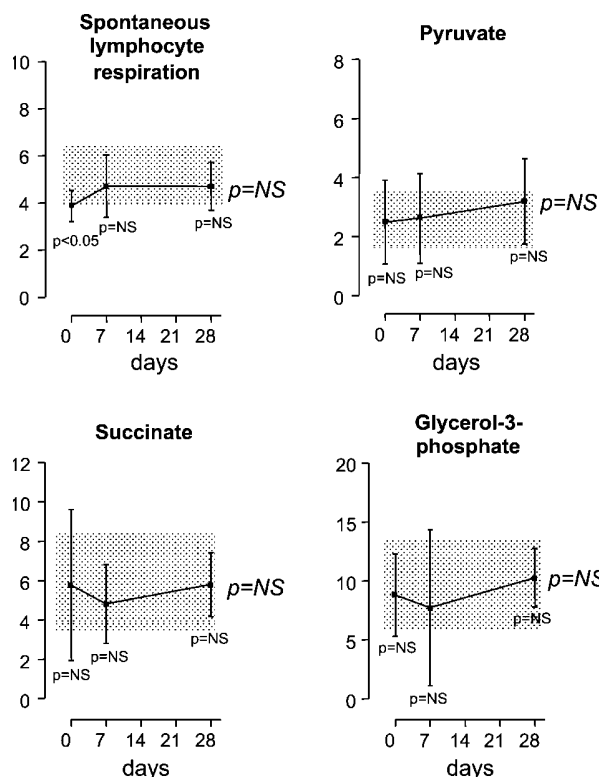 Spontaneous
lymphocyte
respiration
10
8
6
4
2
0
p<0.05
p=NS
p=NS
p=NS
0 7 14 21 28
days
Pyruvate
8
6
4
2
0
p=NS
p=NS
p=NS
p=NS
0 7 14 21 28
days
Succinate
12
10
8
6
4
2
0
p=NS
p=NS
p=NS
p=NS
0 7 14 21 28
days
Glycerol-3-
phosphate
20
15
10
5
0
p=NS
p=NS
p=NS
p=NS
0 7 14 21 28
days